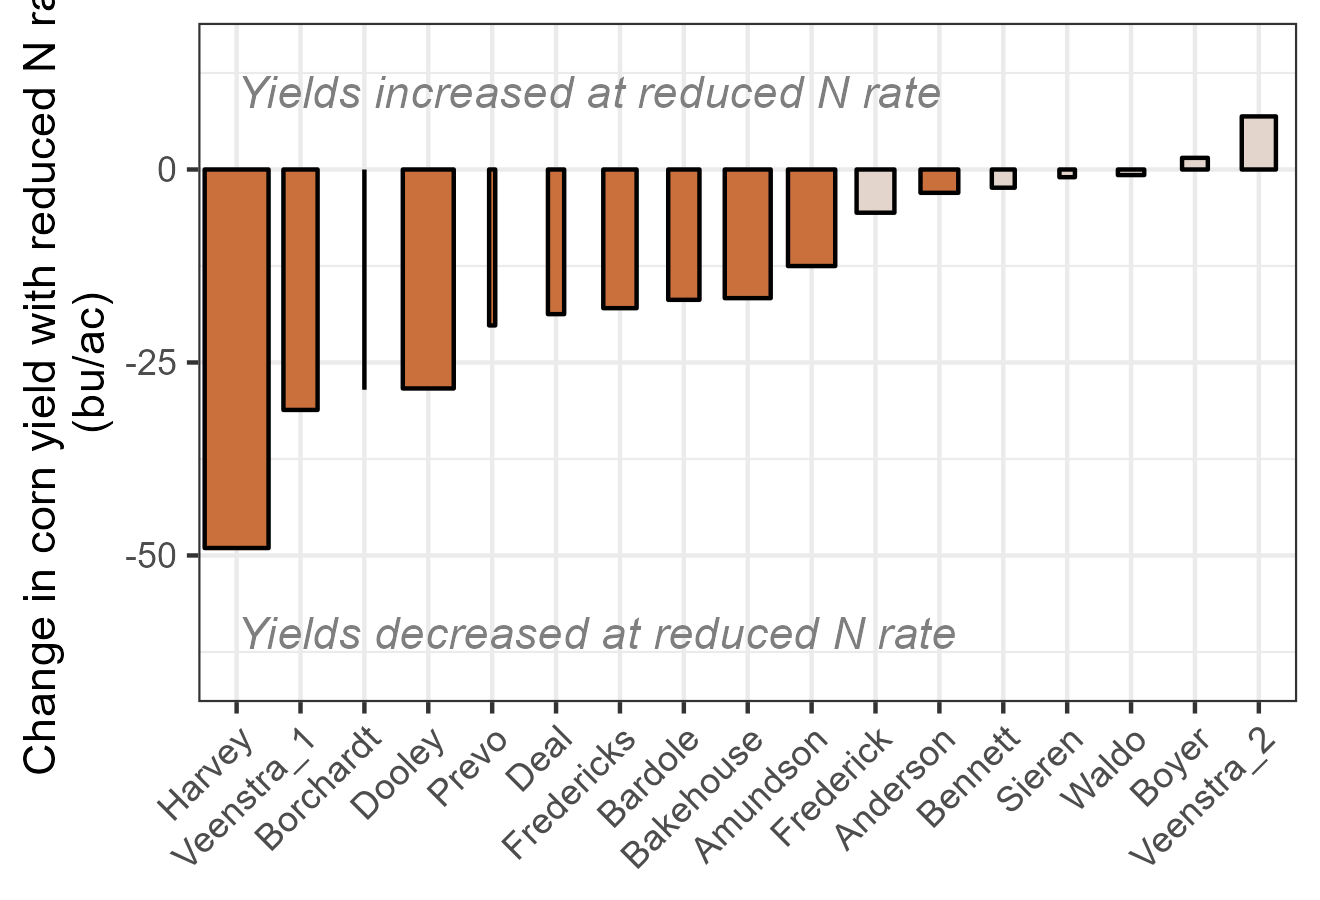 Change in corn yield with reduced N ra
(bu/ac)
Yields increased at reduced N rate
0
-25
-50
Yields decreased at reduced N rate
Harvey
Veenstra_1
Borchardt
Dooley
Prevo
Deal
Fredericks
Bardole
Bakehouse
Amundson
Frederick
Anderson
Bennett
Sieren
Waldo
Boyer
Veenstra_2